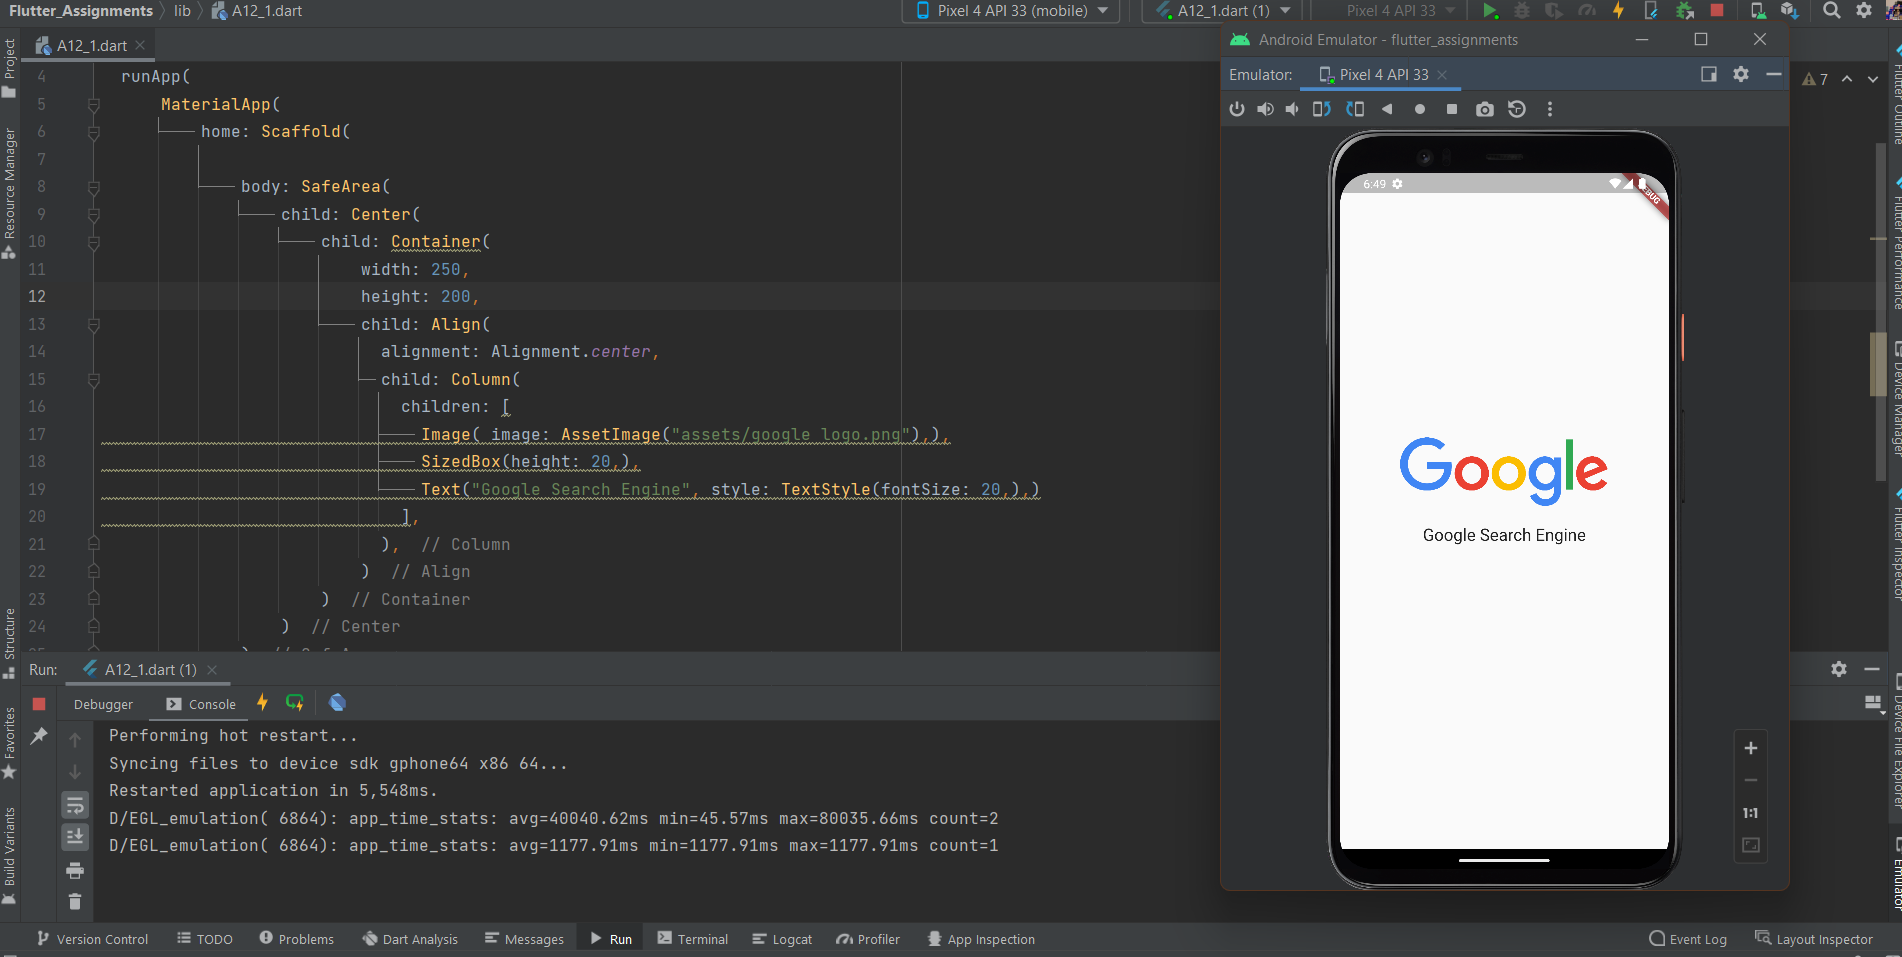 Flutter_Assignments
lib
A12_1.dart
Pixel 4 API 33 (mobile)
A12_1.dart (1)
Pixel 4 API 33
A12_1.dart
Project
Resource Manager
Structure
Favorites
Build Variants
4 runApp(
5 MaterialApp(
6 home: Scaffold(
7
8 body: SafeArea(
9 child: Center(
10 child: Container(
11 width: 250,
12 height: 200,
13 child: Align(
14 alignment: Alignment.center,
15 child: Column(
16 children: [
17 Image( image: AssetImage("assets/google_logo.png"),),
18 SizedBox(height: 20,),
19 Text("Google Search Engine", style: TextStyle(fontSize: 20,),)
20 ],
21 ), // Column
22 ) // Align
23 ) // Container
24 ) // Center
7
Android Emulator - flutter_assignments
Emulator:
Pixel 4 API 33
6:49
Google
Google Search Engine
1:1
Flutter Outline
Flutter Performance
Device Manager
Flutter Inspector
Device File Explorer
Emulator
Run:
A12_1.dart (1)
Debugger
Console
Performing hot restart...
Syncing files to device sdk gphone64 x86 64...
Restarted application in 5,548ms.
D/EGL_emulation( 6864): app_time_stats: avg=40040.62ms min=45.57ms max=80035.66ms count=2
D/EGL_emulation( 6864): app_time_stats: avg=1177.91ms min=1177.91ms max=1177.91ms count=1
Version Control
TODO
Problems
Dart Analysis
Messages
Run
Terminal
Logcat
Profiler
App Inspection
Event Log
Layout Inspector